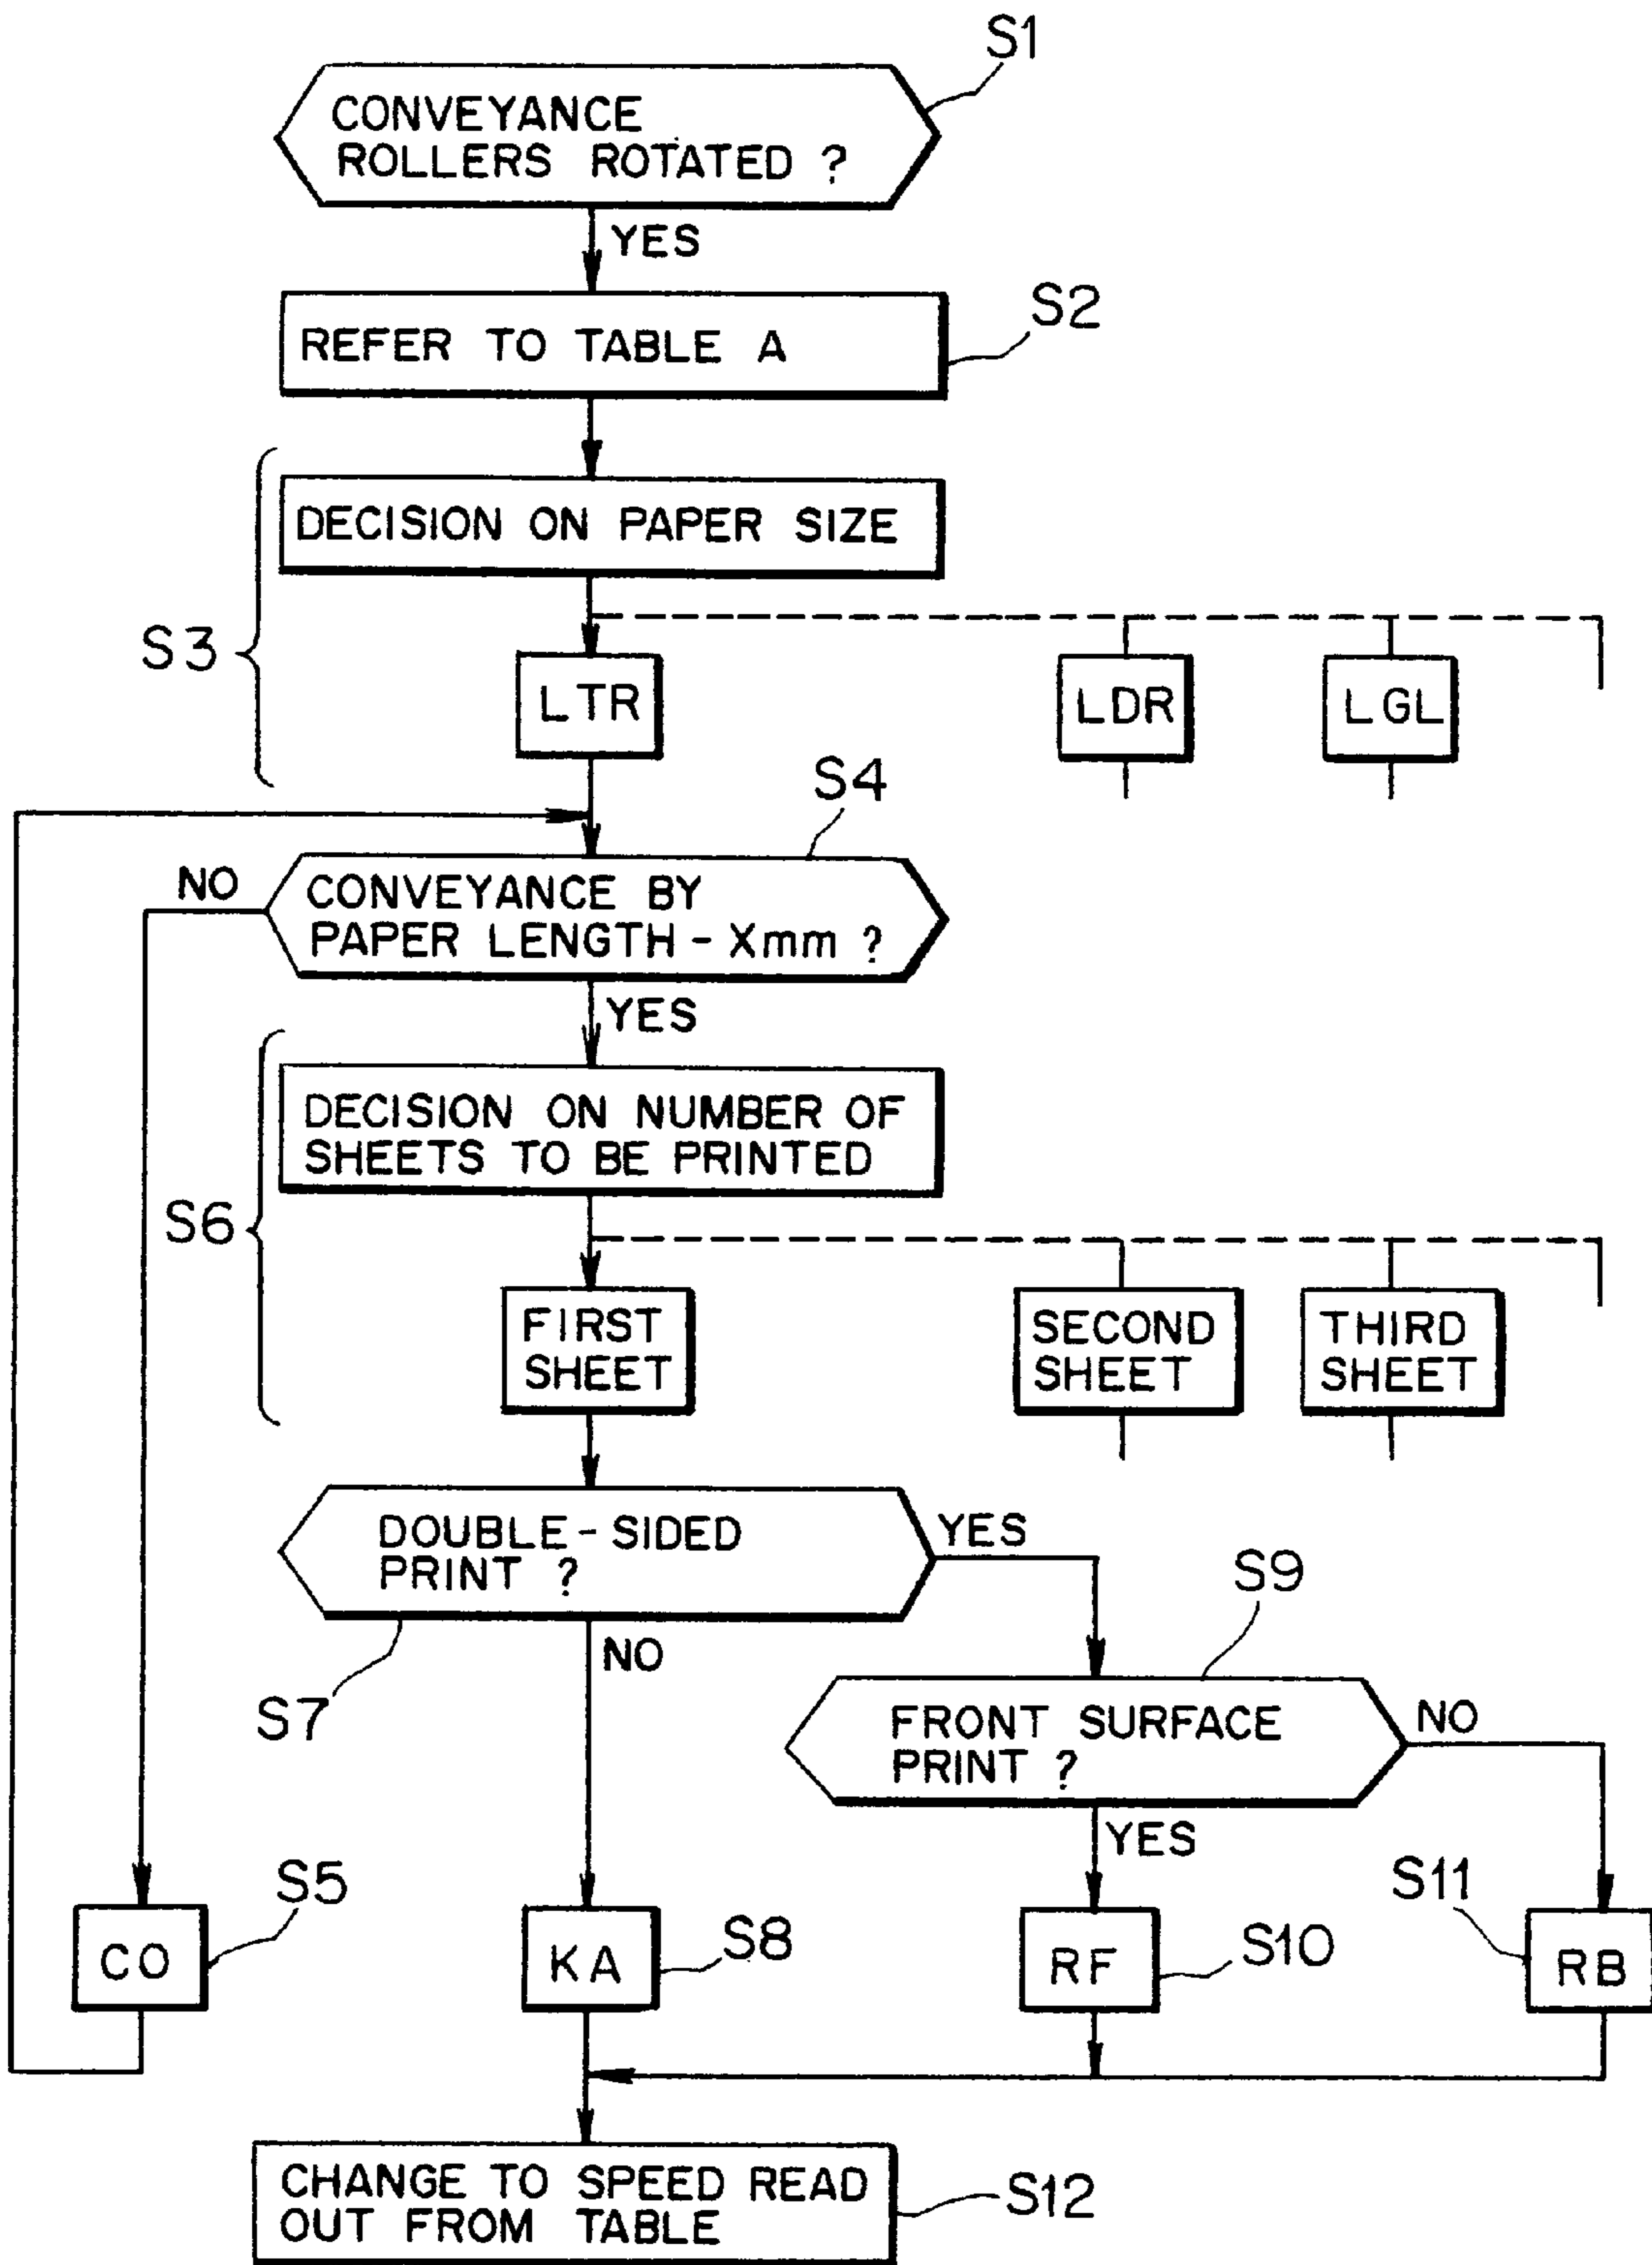 S1
CONVEYANCE
ROLLERS ROTATED ?
YES
S2
REFER TO TABLE A
DECISION ON PAPER SIZE
S3
LTR
LDR
LGL
S4
NO
CONVEYANCE BY
PAPER LENGTH - Xmm ?
YES
DECISION ON NUMBER OF
SHEETS TO BE PRINTED
S6
FIRST
SHEET
SECOND
SHEET
THIRD
SHEET
DOUBLE-SIDED
PRINT ?
YES
S7
NO
S9
FRONT SURFACE
PRINT ?
NO
YES
CO
S5
KA
S8
RF
S10
S11
RB
CHANGE TO SPEED READ
OUT FROM TABLE
S12